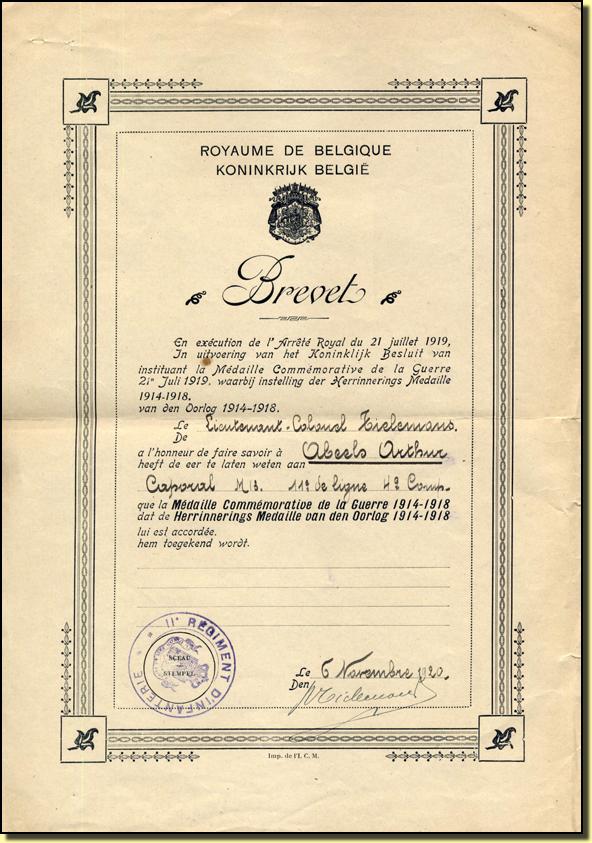 ROYAUME DE BELGIQUE
KONINKRIJK BELGIË
Brevet
En exécution de l'Arrêté Royal du 21 juillet 1919,
In uitvoering van het Koninklijk Besluit van
instituant la Médaille Commémorative de la Guerre
21n Juli 1919. waarbij instelling der Herrinnerings Medaille
1914-1918.
van den Oorlog 1914-1918.
Le Lieutenant-Colonel Tielemans.
De
a l'honneur de faire savoir à Abeels Arthur
heeft de eer te laten weten aan
Caporal 11e de ligne 4e Comp.
que la Médaille Commémorative de la Guerre 1914-1918
dat de Herrinnerings Medaille van den Oorlog 1914-1918
lui est accordée.
hem toegekend wordt.
11e RÉGIMENT D'INFANTERIE
SCEAU
STEMPEL
Le 6 Novembre 1920.
Den
Tielemans
Imp. de l'I. C. M.